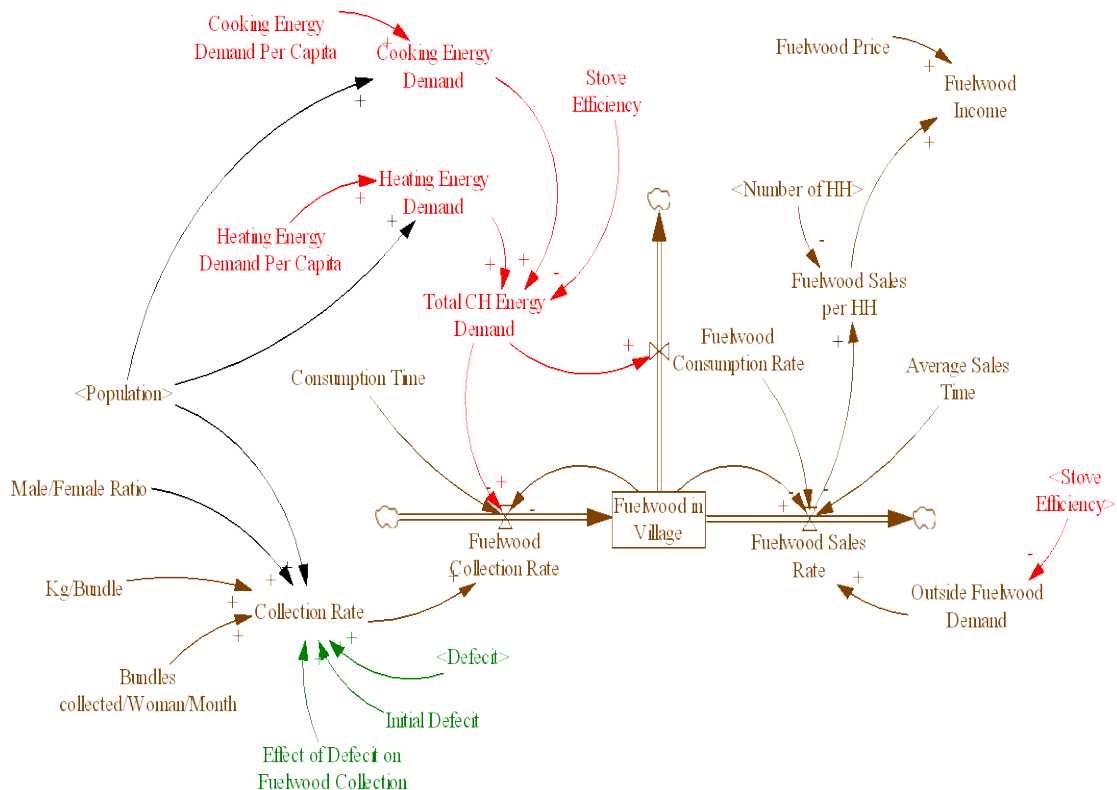 Cooking Energy
Demand Per Capita
Cooking Energy
Demand
Stove
Efficiency
Fuelwood Price
Fuelwood
Income
Heating Energy
Demand
<Number of HH>
Heating Energy
Demand Per Capita
Fuelwood Sales
per HH
Total CH Energy
Demand
Fuelwood
Consumption Rate
Consumption Time
Average Sales
Time
<Population>
Male/Female Ratio
<Stove
Efficiency>
Fuelwood in
Village
Fuelwood
Collection Rate
Fuelwood Sales
Rate
Kg/Bundle
Collection Rate
Outside Fuelwood
Demand
Bundles
collected/Woman/Month
<Defecit>
Initial Defecit
Effect of Defecit on
Fuelwood Collection